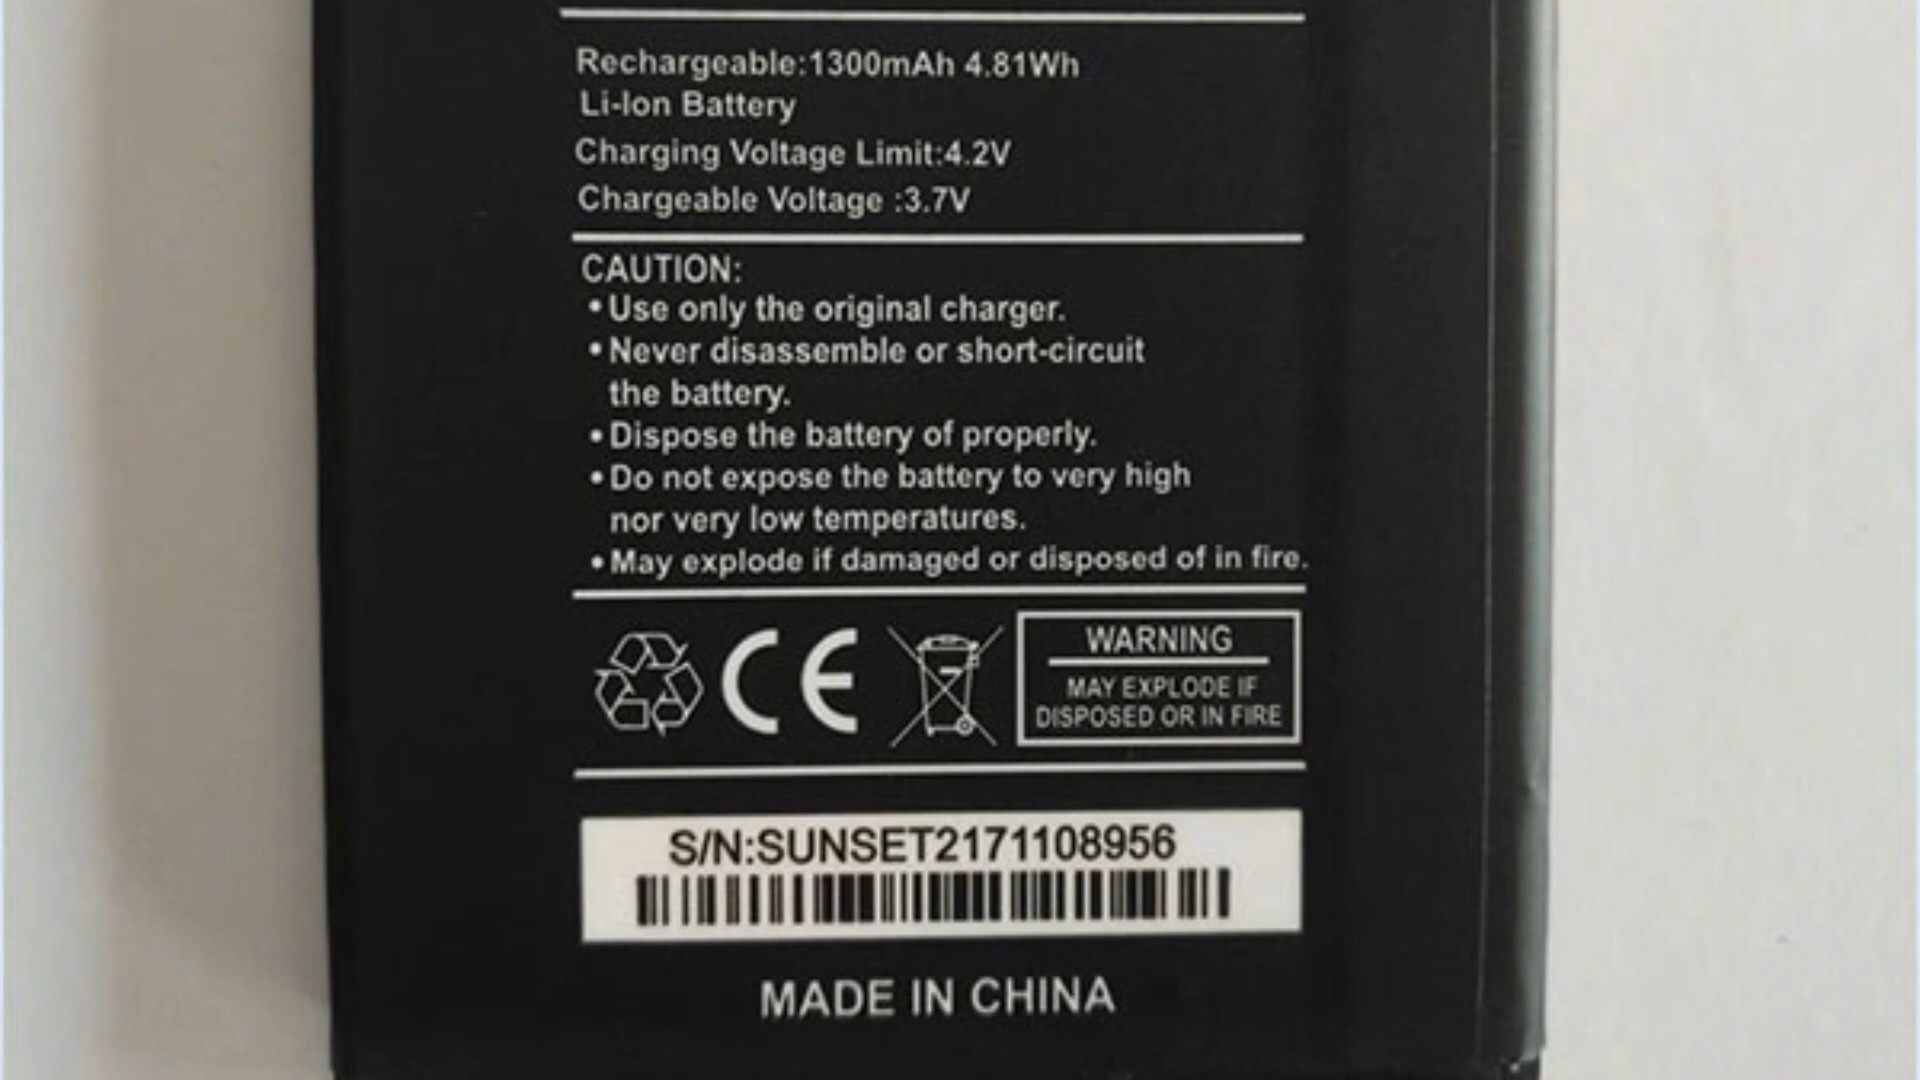 Rechargeable:1300mAh 4.81Wh
Li-Ion Battery
Charging Voltage Limit:4.2V
Chargeable Voltage :3.7V
CAUTION:
•Use only the original charger.
•Never disassemble or short-circuit
the battery.
•Dispose the battery of properly.
•Do not expose the battery to very high
nor very low temperatures.
•May explode if damaged or disposed of in fire.
CE
WARNING
MAY EXPLODE IF
DISPOSED OR IN FIRE
S/N:SUNSET2171108956
MADE IN CHINA